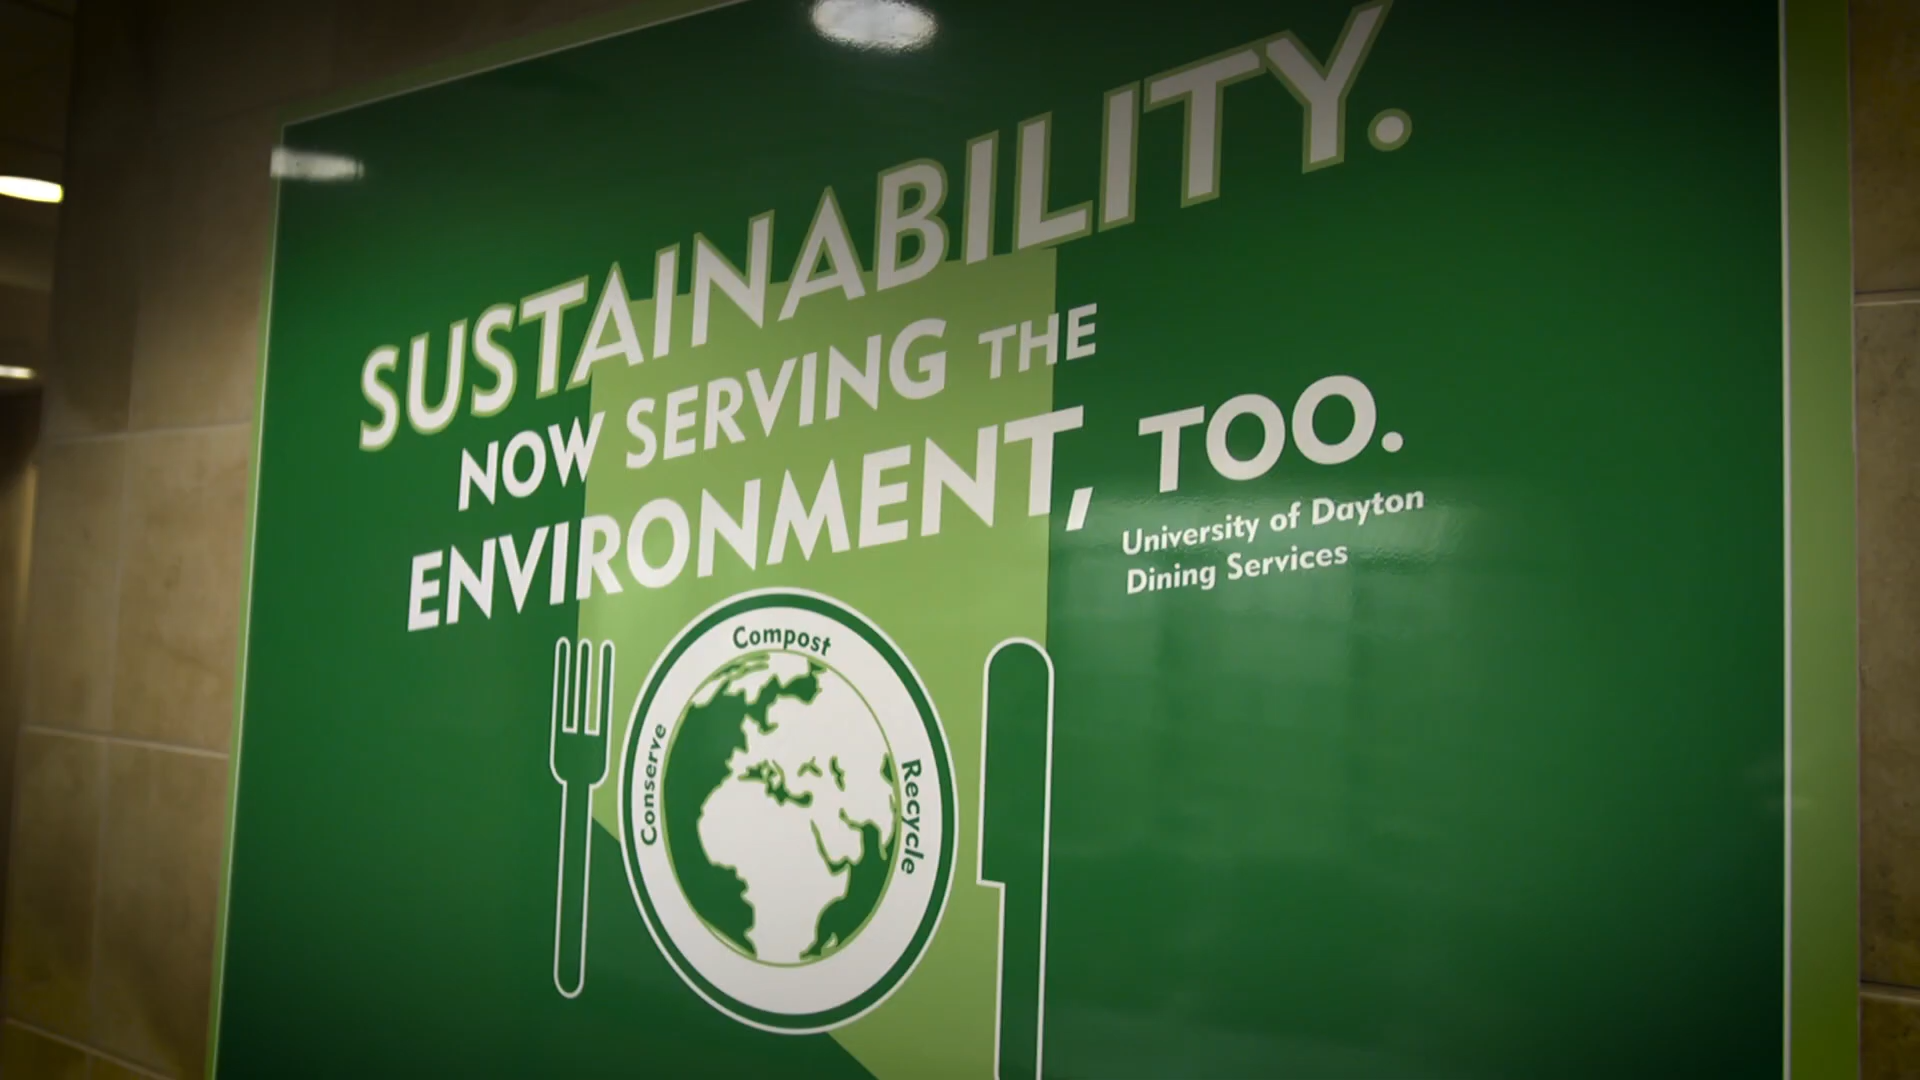 SUSTAINABILITY.
NOW SERVING THE
ENVIRONMENT, TOO.
University of Dayton
Dining Services
Compost
Conserve
Recycle